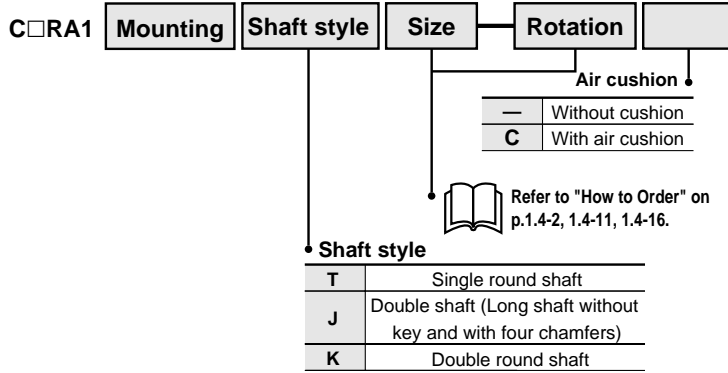 C□RA1 Mounting Shaft style Size Rotation
Air cushion
— Without cushion
C With air cushion
Refer to "How to Order" on
p.1.4-2, 1.4-11, 1.4-16.
Shaft style
T Single round shaft
J Double shaft (Long shaft without
key and with four chamfers)
K Double round shaft